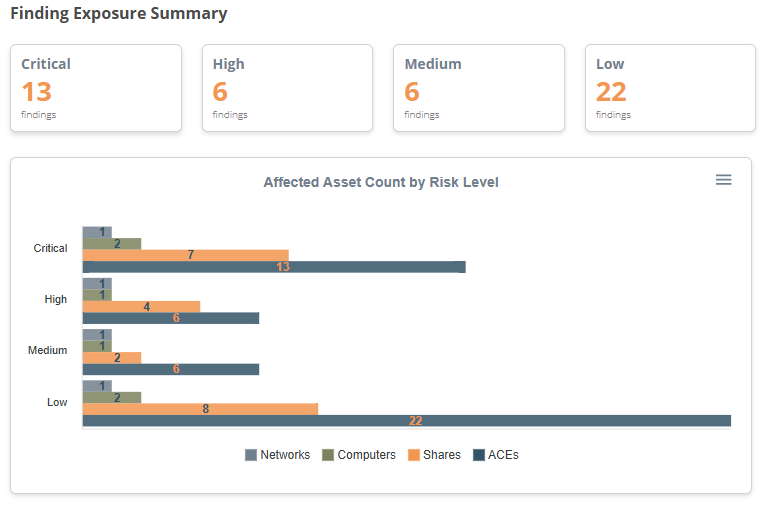 Finding Exposure Summary
Critical
13
findings
High
6
findings
Medium
6
findings
Low
22
findings
Affected Asset Count by Risk Level
Critical
1
2
7
13
High
1
1
4
6
Medium
1
1
2
6
Low
1
2
8
22
Networks Computers Shares ACEs